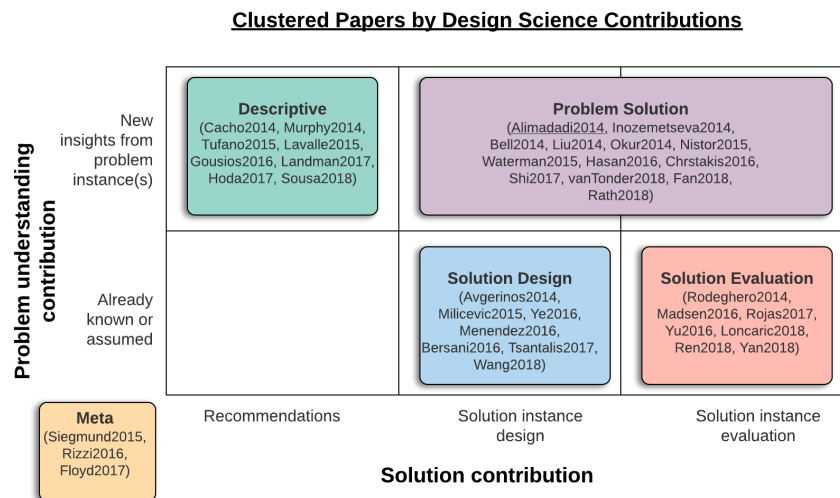 Clustered Papers by Design Science Contributions
Problem understanding
contribution
New
insights from
problem
instance(s)
Descriptive
(Cacho2014, Murphy2014,
Tufano2015, Lavalle2015,
Gousios2016, Landman2017,
Hoda2017, Sousa2018)
Problem Solution
(Alimadadi2014, Inozemetseva2014,
Bell2014, Liu2014, Okur2014, Nistor2015,
Waterman2015, Hasan2016, Chrstakis2016,
Shi2017, vanTonder2018, Fan2018,
Rath2018)
Already
known or
assumed
Solution Design
(Avgerinos2014,
Milicevic2015, Ye2016,
Menendez2016,
Bersani2016, Tsantalis2017,
Wang2018)
Solution Evaluation
(Rodeghero2014,
Madsen2016, Rojas2017,
Yu2016, Loncaric2018,
Ren2018, Yan2018)
Meta
(Siegmund2015,
Rizzi2016,
Floyd2017)
Recommendations
Solution instance
design
Solution instance
evaluation
Solution contribution